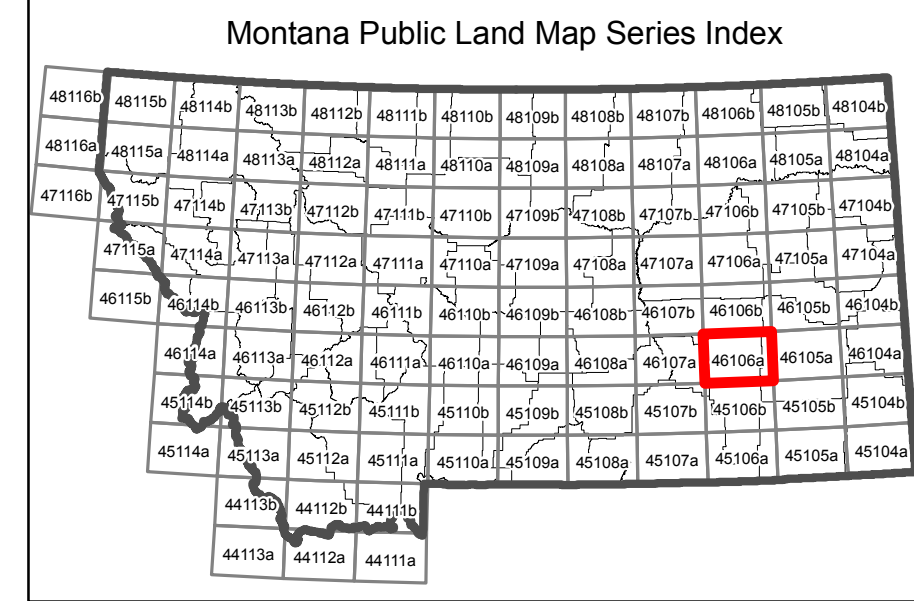 Montana Public Land Map Series Index
48116b 48115b 48114b 48113b 48112b 48111b 48110b 48109b 48108b 48107b 48106b 48105b 48104b
48116a 48115a 48114a 48113a 48112a 48111a 48110a 48109a 48108a 48107a 48106a 48105a 48104a
47116b 47115b 47114b 47113b 47112b 47111b 47110b 47109b 47108b 47107b 47106b 47105b 47104b
47115a 47114a 47113a 47112a 47111a 47110a 47109a 47108a 47107a 47106a 47105a 47104a
46115b 46114b 46113b 46112b 46111b 46110b 46109b 46108b 46107b 46106b 46105b 46104b
46114a 46113a 46112a 46111a 46110a 46109a 46108a 46107a 46106a 46105a 46104a
45114b 45113b 45112b 45111b 45110b 45109b 45108b 45107b 45106b 45105b 45104b
45114a 45113a 45112a 45111a 45110a 45109a 45108a 45107a 45106a 45105a 45104a
44113b 44112b 44111b
44113a 44112a 44111a